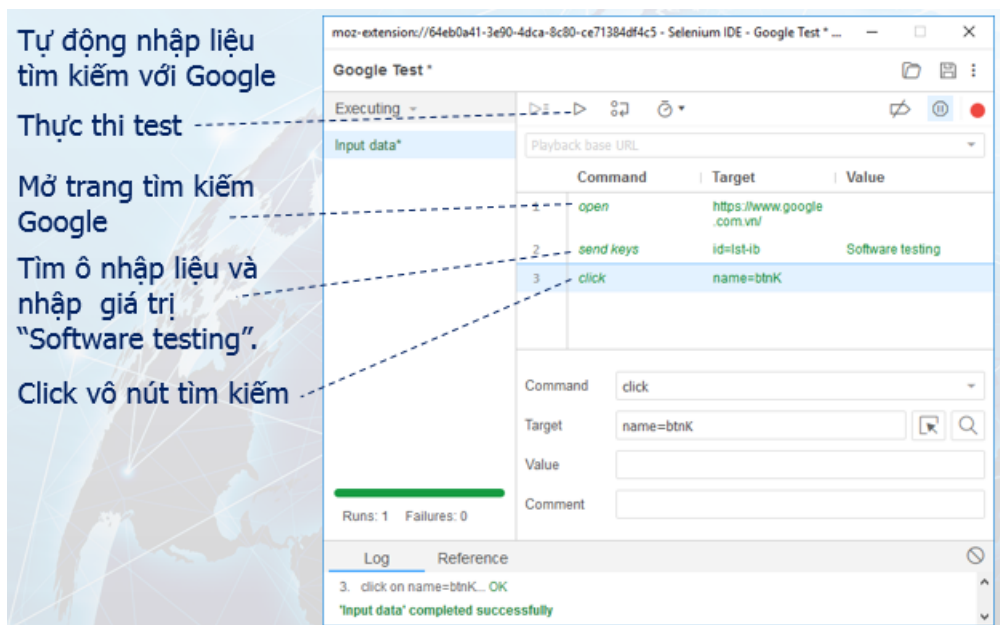 Tự động nhập liệu
tìm kiếm với Google
Thực thi test
Mở trang tìm kiếm
Google
Tìm ô nhập liệu và
nhập giá trị
“Software testing”.
Click vô nút tìm kiếm
moz-extension://64eb0a41-3e90-4dca-8c80-ce71384df4c5 - Selenium IDE - Google Test * ...
Google Test *
Executing
Input data*
Playback base URL
Command Target Value
1 open https://www.google
.com.vn/
2 send keys id=lst-ib Software testing
3 click name=btnK
Command click
Target name=btnK
Value
Comment
Runs: 1 Failures: 0
Log Reference
3. click on name=btnK... OK
'Input data' completed successfully